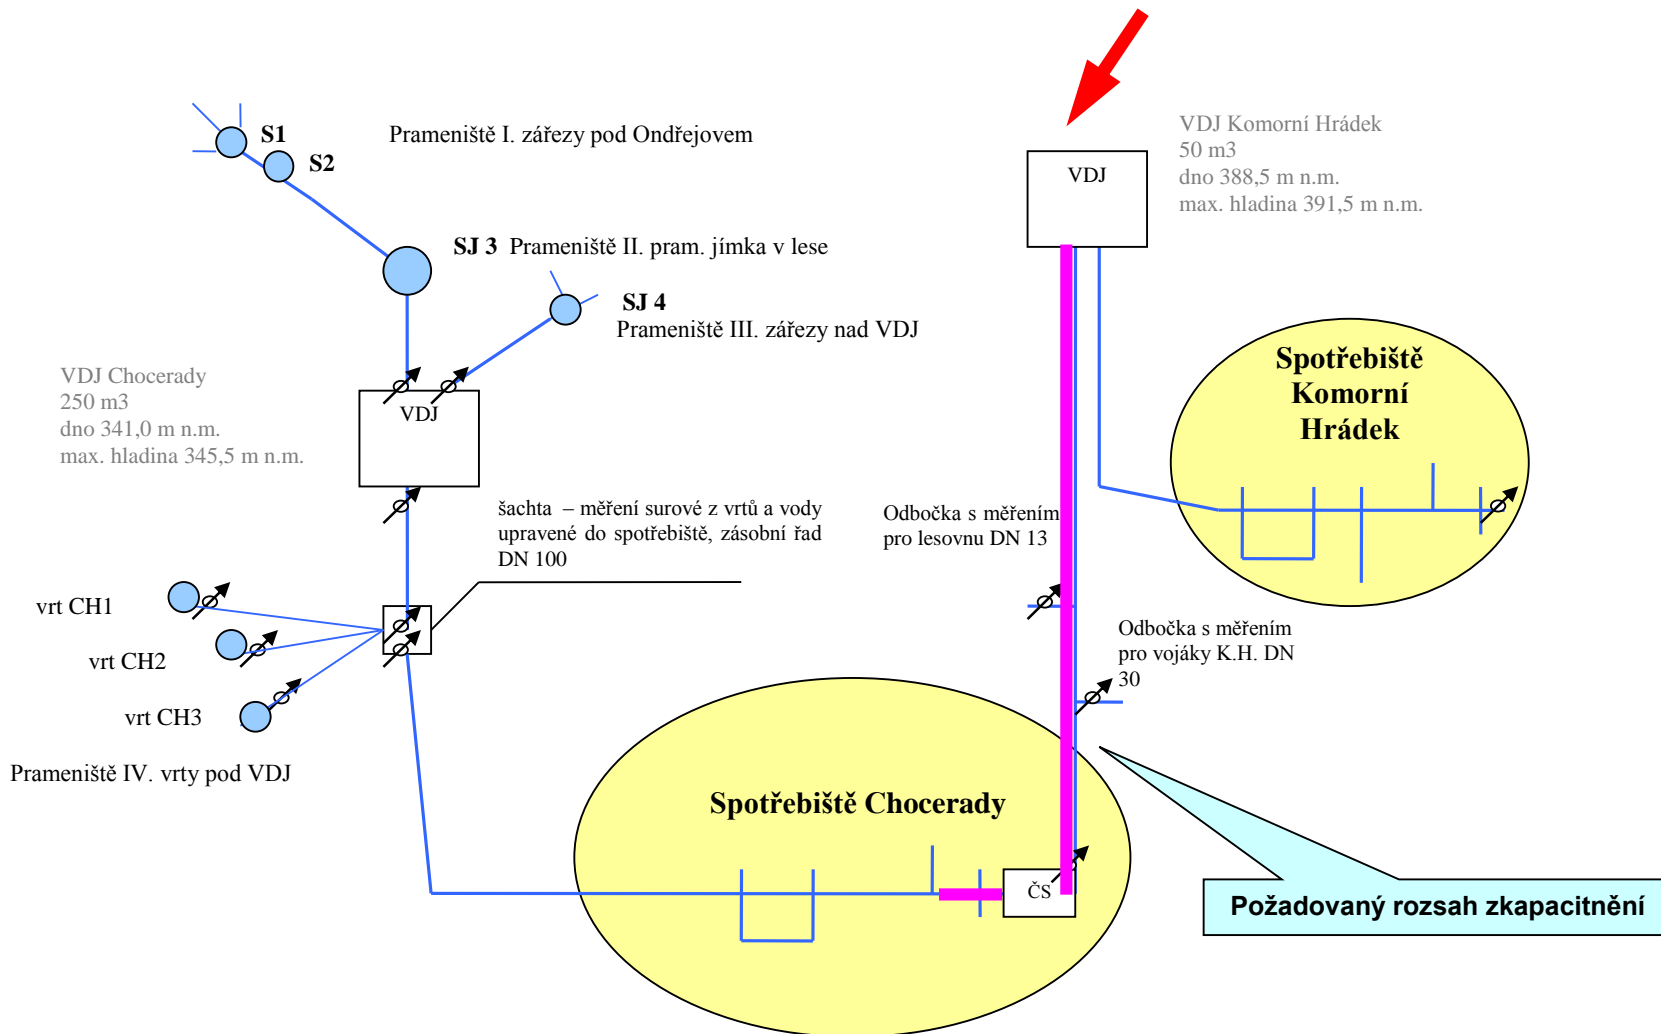 S1
Prameniště I. zářezy pod Ondřejovem
S2
VDJ Komorní Hrádek
50 m3
dno 388,5 m n.m.
max. hladina 391,5 m n.m.
VDJ
SJ 3 Prameniště II. pram. jímka v lese
SJ 4
Prameniště III. zářezy nad VDJ
VDJ Chocerady
250 m3
dno 341,0 m n.m.
max. hladina 345,5 m n.m.
VDJ
Spotřebiště
Komorní
Hrádek
šachta – měření surové z vrtů a vody
upravené do spotřebiště, zásobní řad
DN 100
Odbočka s měřením
pro lesovnu DN 13
vrt CH1
vrt CH2
vrt CH3
Prameniště IV. vrty pod VDJ
Odbočka s měřením
pro vojáky K.H. DN
30
Spotřebiště Chocerady
ČS
Požadovaný rozsah zkapacitnění